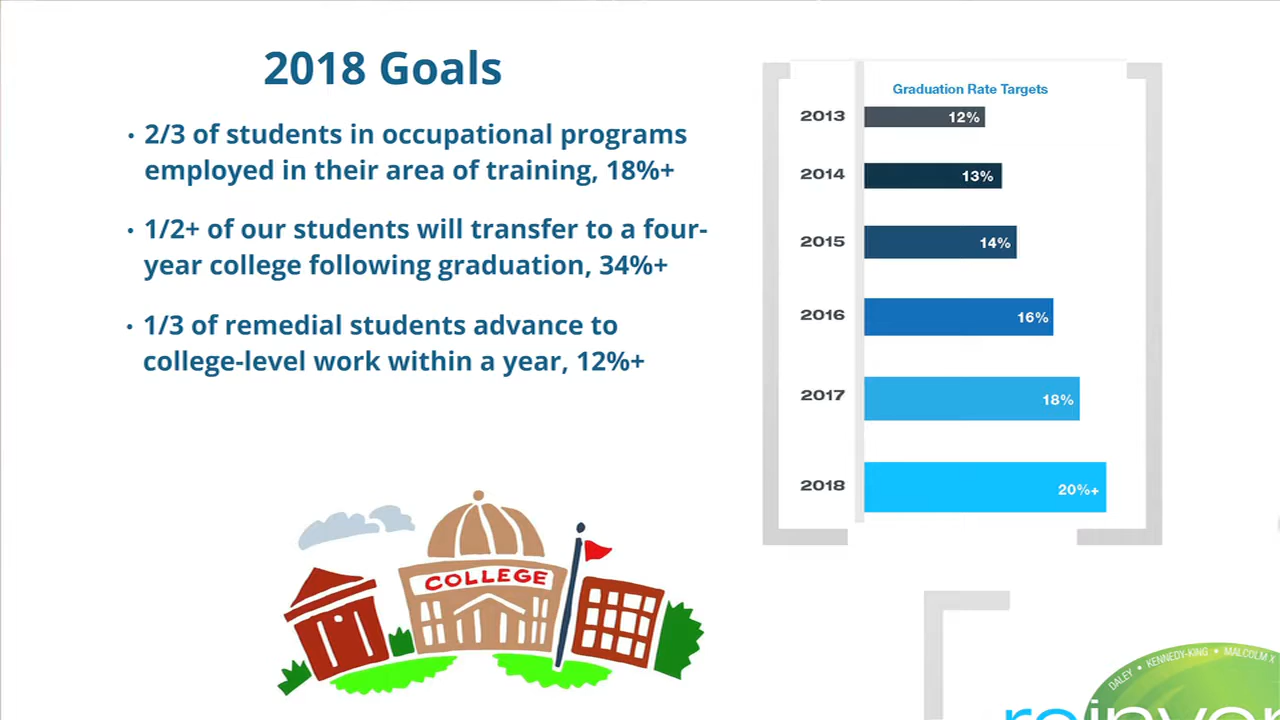 2018 Goals
• 2/3 of students in occupational programs
employed in their area of training, 18%+
• 1/2+ of our students will transfer to a four-
year college following graduation, 34%+
• 1/3 of remedial students advance to
college-level work within a year, 12%+
COLLEGE
Graduation Rate Targets
2013 12%
2014 13%
2015 14%
2016 16%
2017 18%
2018 20%+
DALEY • KENNEDY-KING • MALCOLM X